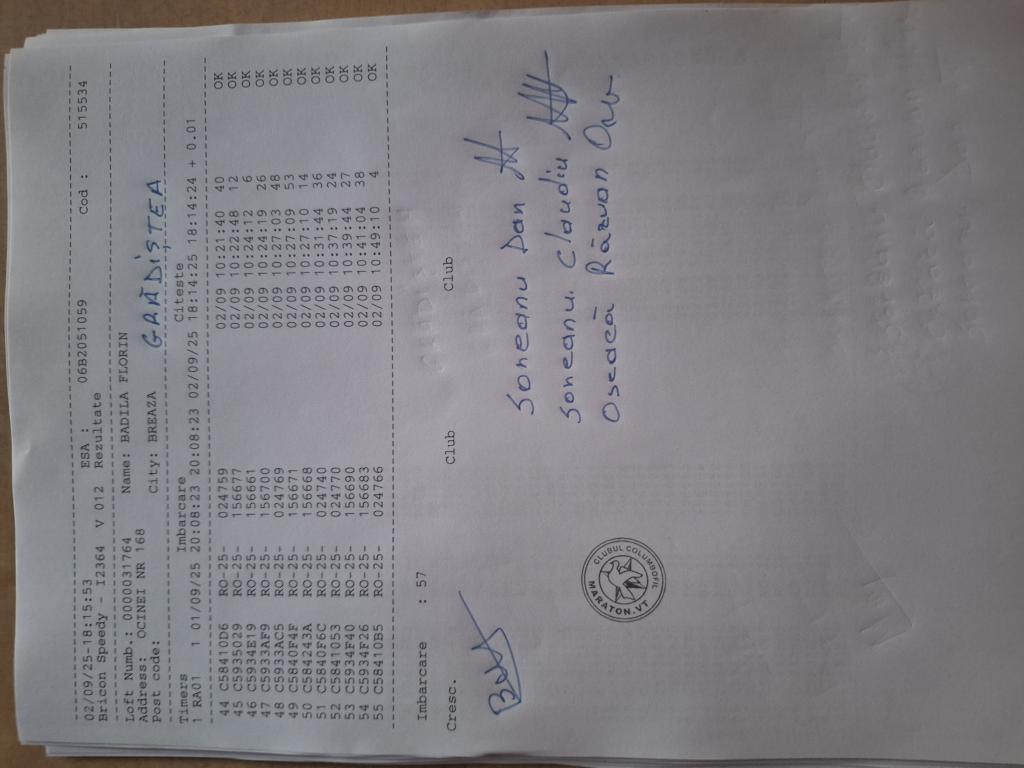 02/09/25-18:15:53 ESA : 06B2051059 Cod : 515534
Bricon Speedy - I2364 V 012 Rezultate
Loft Numb.: 0000031764 Name: BADILA FLORIN
Address: OCINEI NR 168
Post code: City: BREAZA GRĂDIȘTEA
Timers Imbarcare Citeste
1 RA01 1 01/09/25 20:08:23 20:08:23 02/09/25 18:14:25 18:14:24 + 0.01
44 C58410D6 RO-25- 024759 02/09 10:21:40 40 OK
45 C5935029 RO-25- 156677 02/09 10:22:48 12 OK
46 C5934E19 RO-25- 156661 02/09 10:24:12 6 OK
47 C5933AF9 RO-25- 156700 02/09 10:24:19 26 OK
48 C5933AC5 RO-25- 024769 02/09 10:27:03 48 OK
49 C5840F4F RO-25- 156671 02/09 10:27:09 53 OK
50 C584243A RO-25- 156668 02/09 10:27:10 14 OK
51 C5840F6C RO-25- 024740 02/09 10:31:44 36 OK
52 C5841053 RO-25- 024770 02/09 10:37:19 24 OK
53 C5934F40 RO-25- 156690 02/09 10:39:44 27 OK
54 C5934F26 RO-25- 156683 02/09 10:41:04 38 OK
55 C58410B5 RO-25- 024766 02/09 10:49:10 4 OK
Imbarcare : 57
Cresc. Club Club
Soneanu Dan
Soneanu Claudiu
Osecă Răzvan
CLUBUL COLUMBOFIL
MARATON.VT